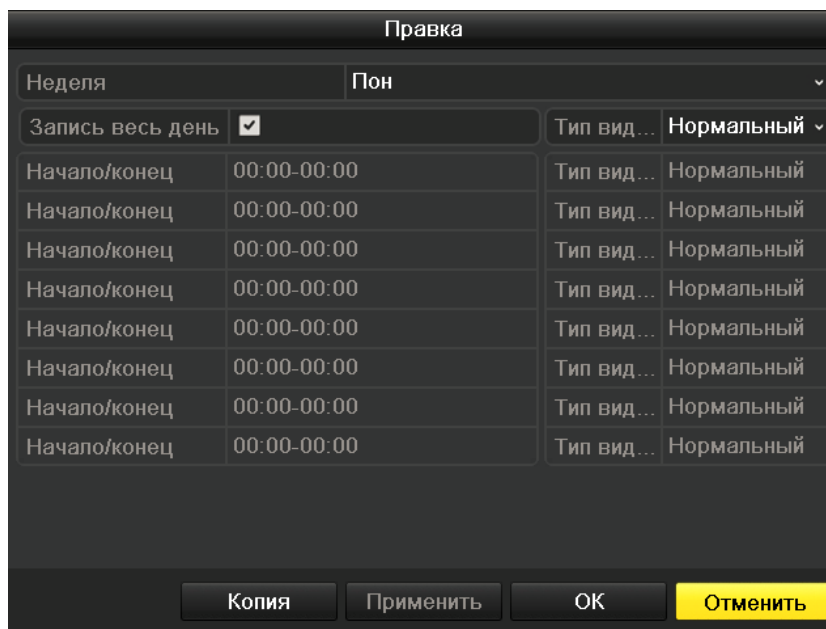 Правка
Неделя Пон
Запись весь день Тип вид... Нормальный
Начало/конец 00:00-00:00 Тип вид... Нормальный
Начало/конец 00:00-00:00 Тип вид... Нормальный
Начало/конец 00:00-00:00 Тип вид... Нормальный
Начало/конец 00:00-00:00 Тип вид... Нормальный
Начало/конец 00:00-00:00 Тип вид... Нормальный
Начало/конец 00:00-00:00 Тип вид... Нормальный
Начало/конец 00:00-00:00 Тип вид... Нормальный
Начало/конец 00:00-00:00 Тип вид... Нормальный
Копия Применить ОК Отменить